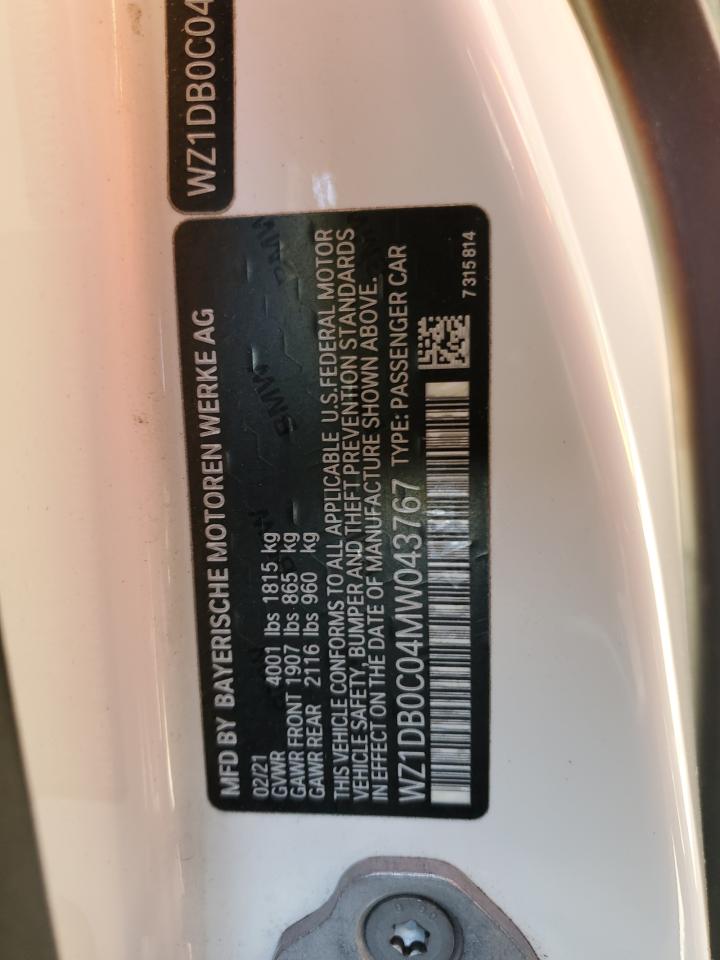 WZ1DB0C04
MFD BY BAYERISCHE MOTOREN WERKE AG
02/21
GVWR 4001 lbs 1815 kg
GAWR FRONT 1907 lbs 865 kg
GAWR REAR 2116 lbs 960 kg
THIS VEHICLE CONFORMS TO ALL APPLICABLE U.S.FEDERAL MOTOR
VEHICLE SAFETY, BUMPER AND THEFT PREVENTION STANDARDS
IN EFFECT ON THE DATE OF MANUFACTURE SHOWN ABOVE.
WZ1DB0C04MW043767 TYPE: PASSENGER CAR
7315814
BMW
BMW